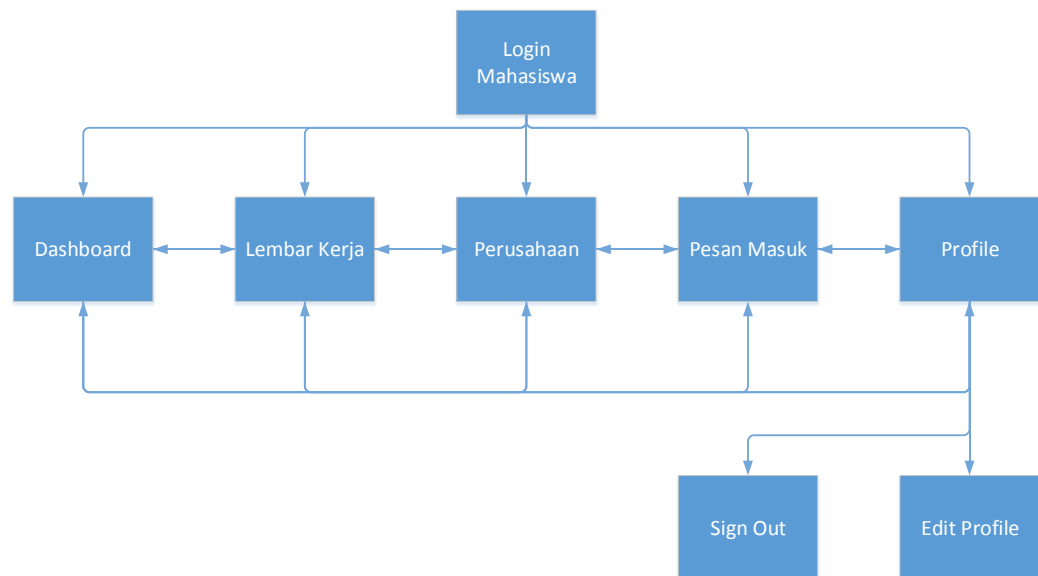 Login
Mahasiswa
Dashboard
Lembar Kerja
Perusahaan
Pesan Masuk
Profile
Sign Out
Edit Profile